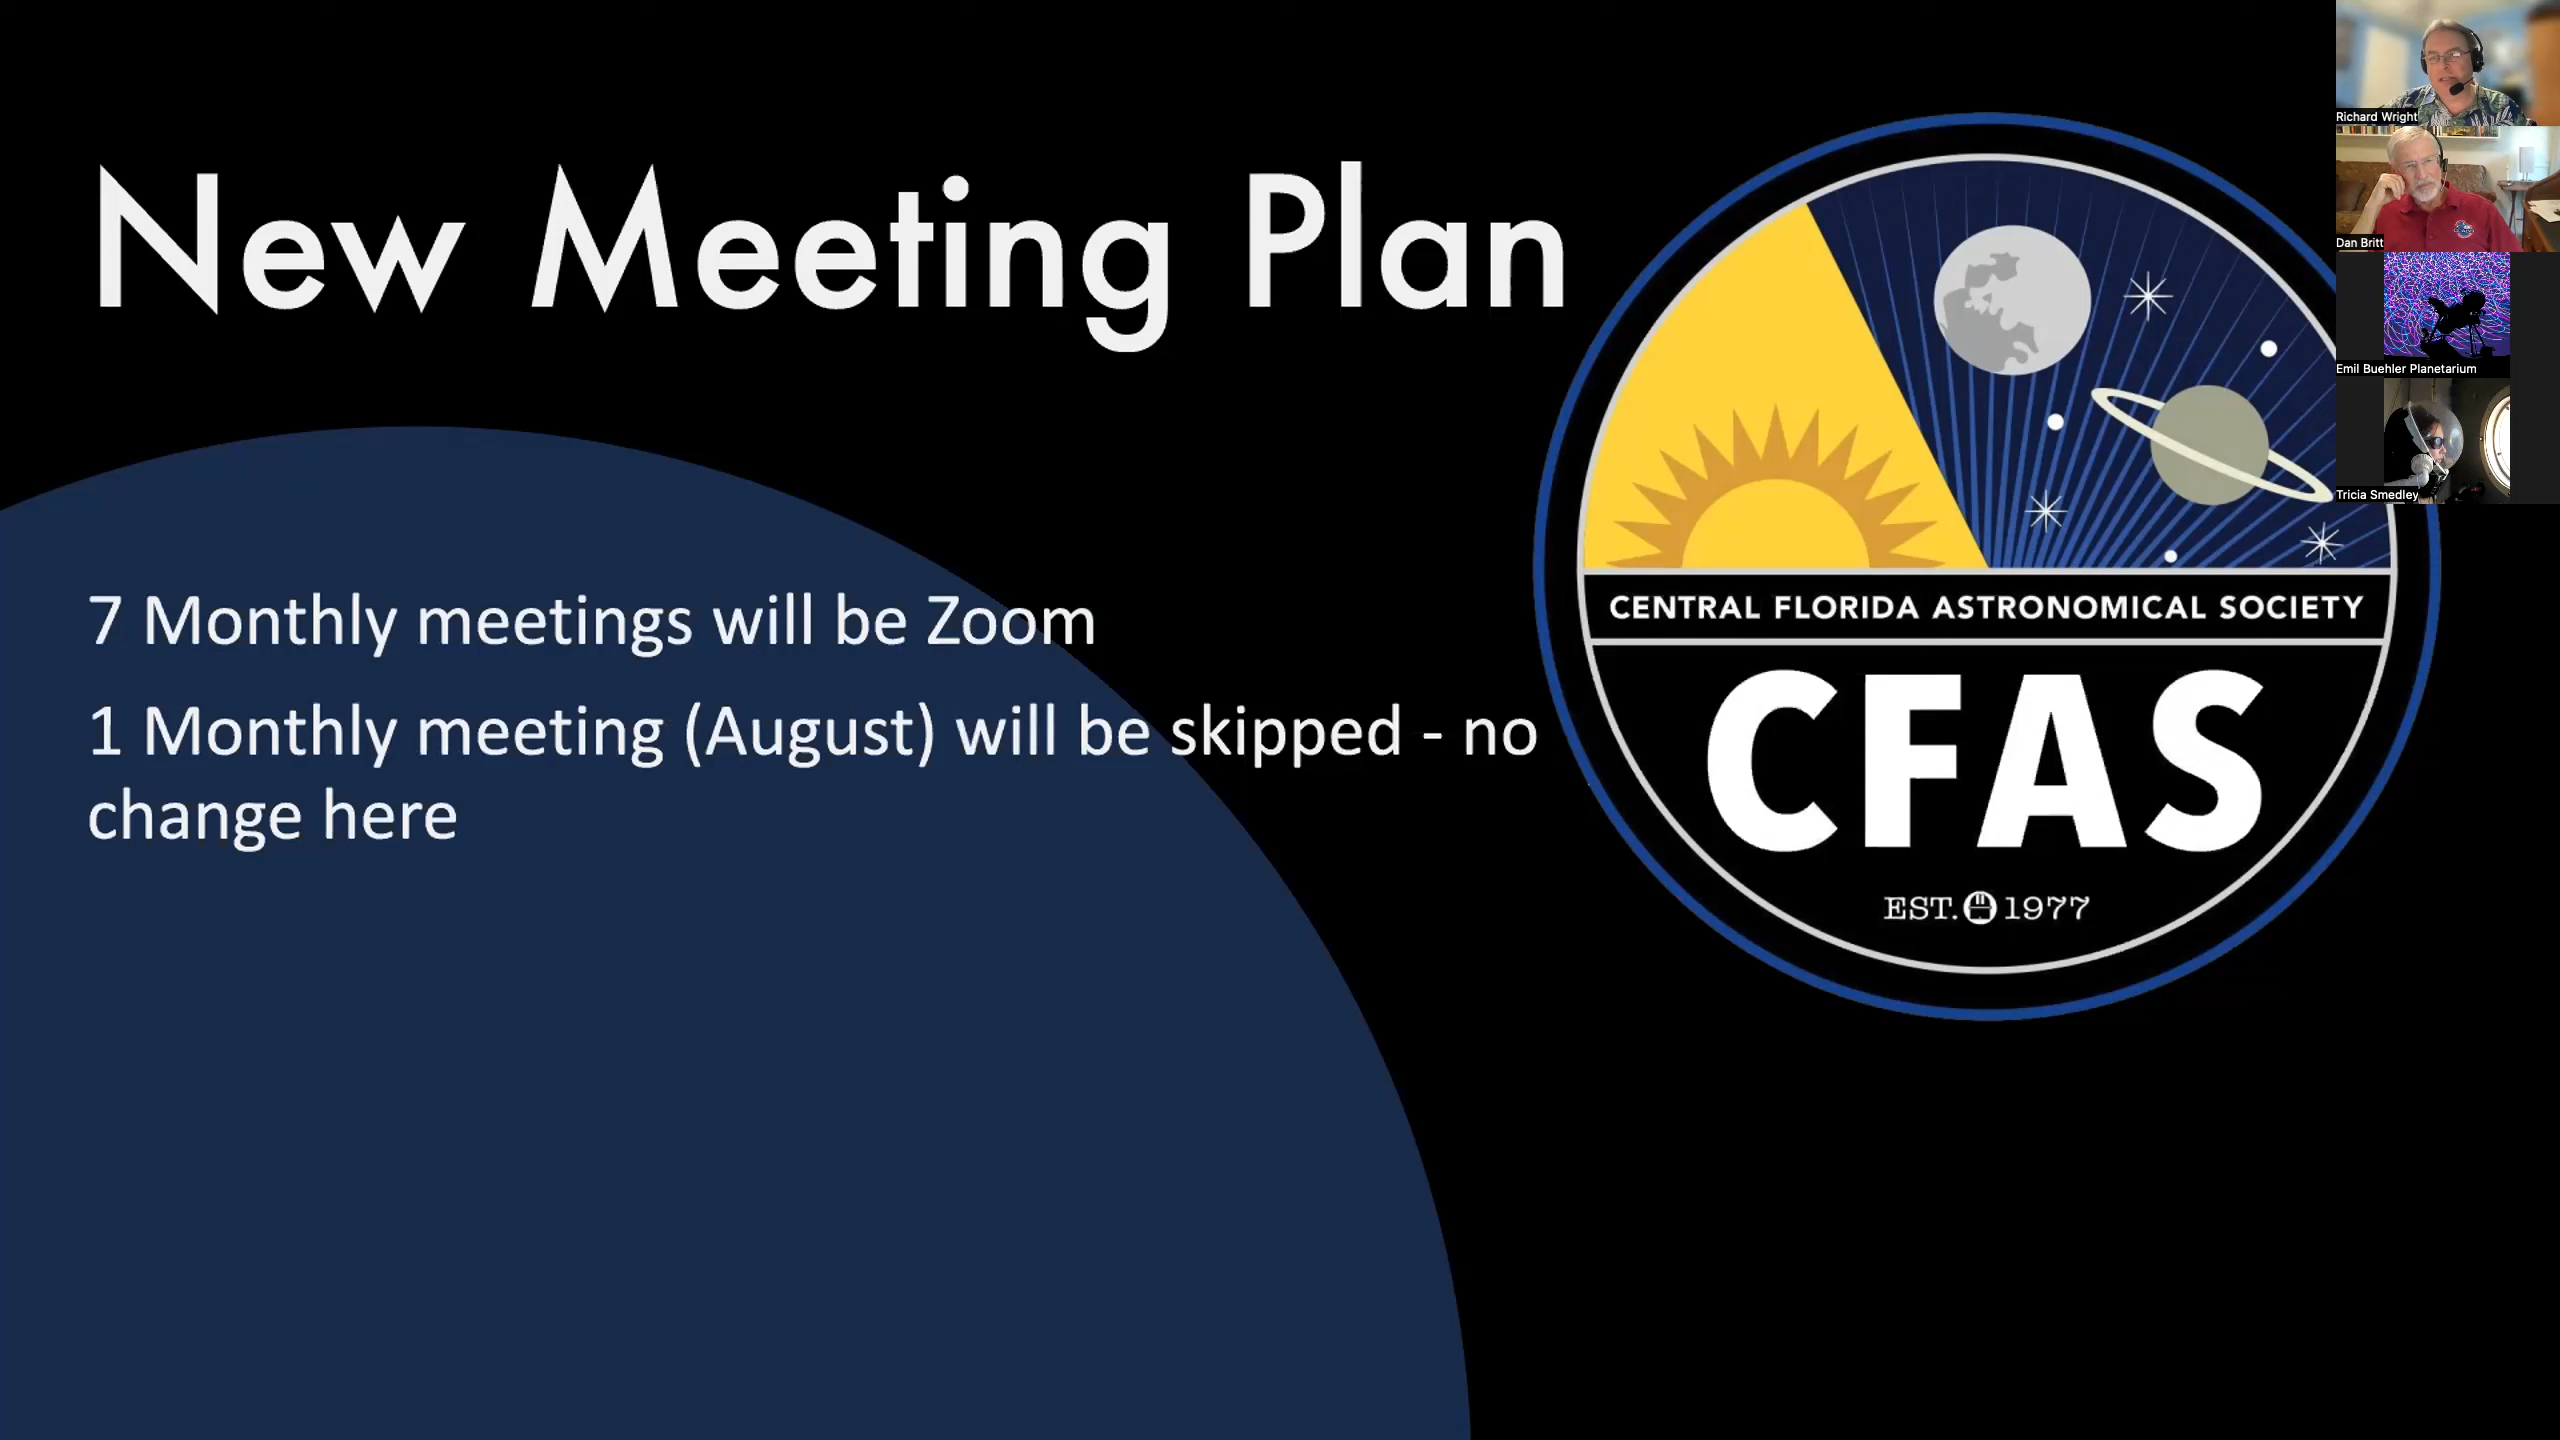 New Meeting Plan
7 Monthly meetings will be Zoom
1 Monthly meeting (August) will be skipped - no
change here
CENTRAL FLORIDA ASTRONOMICAL SOCIETY
CFAS
EST. 1977
Richard Wright
Dan Britt
Emil Buehler Planetarium
Tricia Smedley